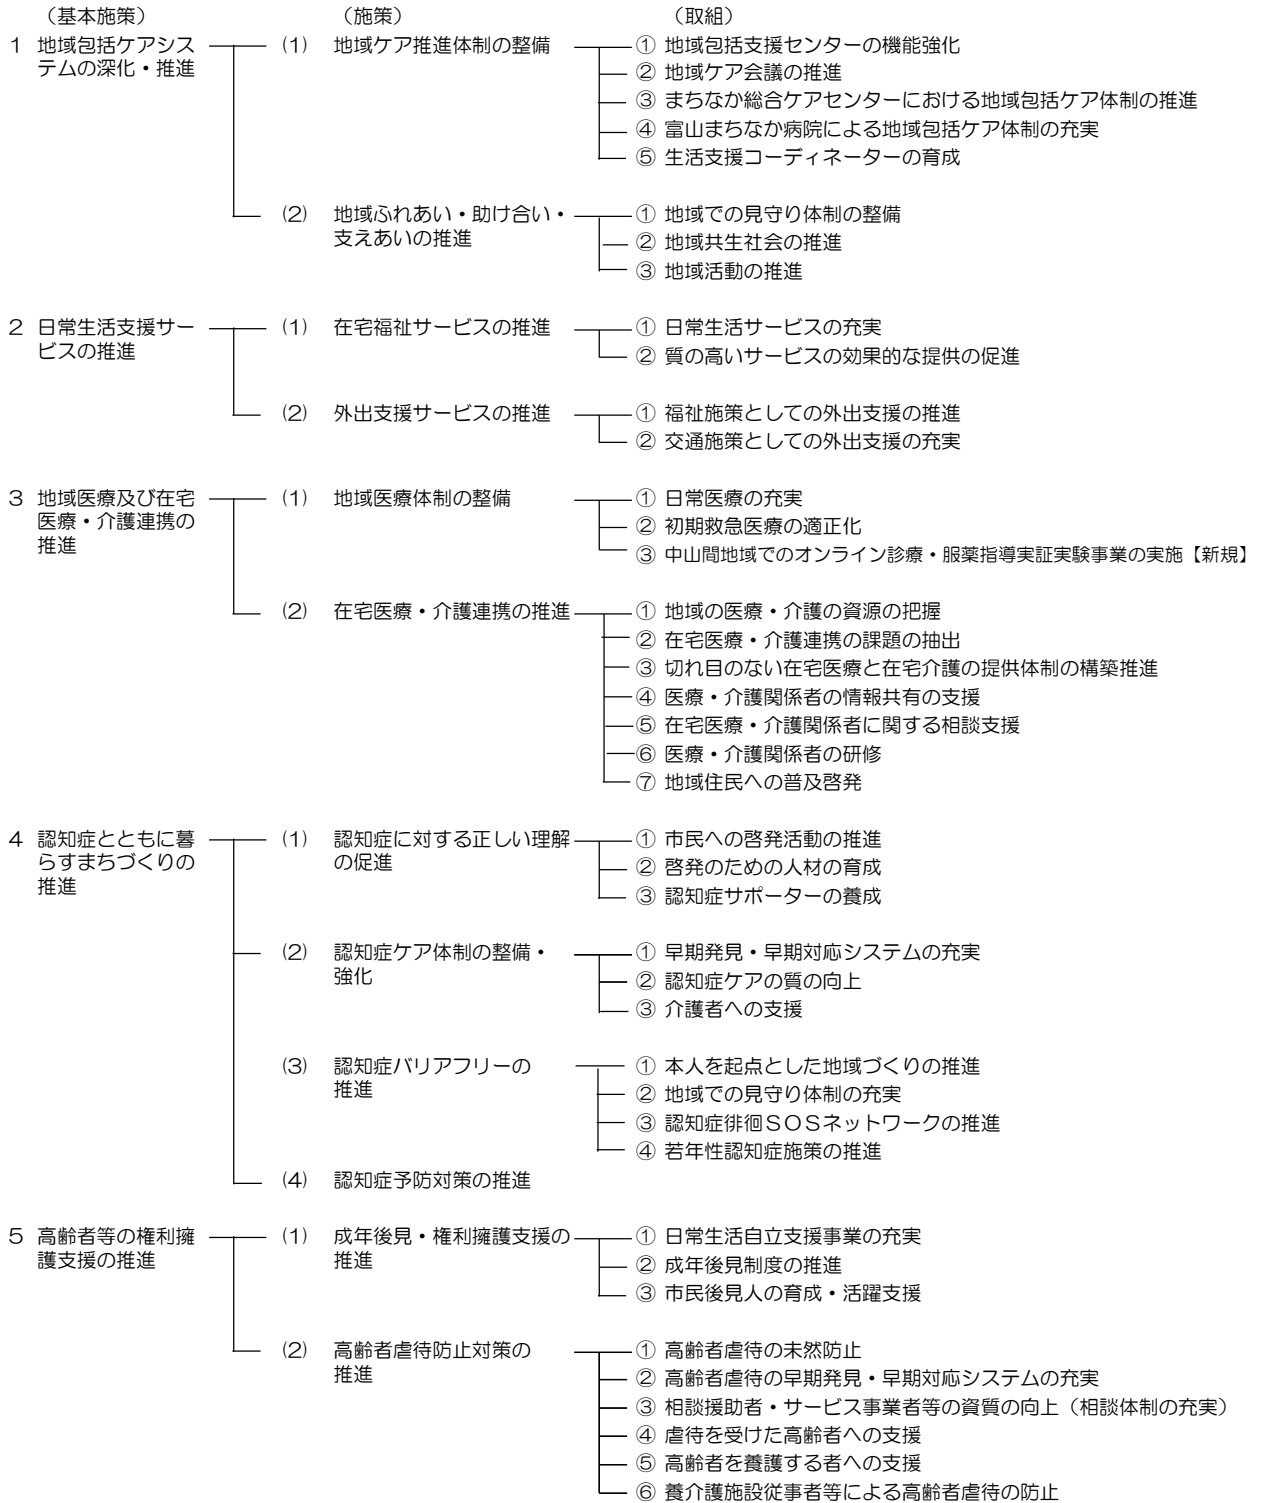 （基本施策）　（施策）　（取組）
１ 地域包括ケアシス　(1) 地域ケア推進体制の整備　① 地域包括支援センターの機能強化
テムの深化・推進　② 地域ケア会議の推進
③ まちなか総合ケアセンターにおける地域包括ケア体制の推進
④ 富山まちなか病院による地域包括ケア体制の充実
⑤ 生活支援コーディネーターの育成
(2) 地域ふれあい・助け合い・　① 地域での見守り体制の整備
支えあいの推進　② 地域共生社会の推進
③ 地域活動の推進
２ 日常生活支援サー　(1) 在宅福祉サービスの推進　① 日常生活サービスの充実
ビスの推進　② 質の高いサービスの効果的な提供の促進
(2) 外出支援サービスの推進　① 福祉施策としての外出支援の推進
② 交通施策としての外出支援の充実
３ 地域医療及び在宅　(1) 地域医療体制の整備　① 日常医療の充実
医療・介護連携の　② 初期救急医療の適正化
推進　③ 中山間地域でのオンライン診療・服薬指導実証実験事業の実施【新規】
(2) 在宅医療・介護連携の推進　① 地域の医療・介護の資源の把握
② 在宅医療・介護連携の課題の抽出
③ 切れ目のない在宅医療と在宅介護の提供体制の構築推進
④ 医療・介護関係者の情報共有の支援
⑤ 在宅医療・介護関係者に関する相談支援
⑥ 医療・介護関係者の研修
⑦ 地域住民への普及啓発
４ 認知症とともに暮　(1) 認知症に対する正しい理解　① 市民への啓発活動の推進
らすまちづくりの　の促進　② 啓発のための人材の育成
推進　③ 認知症サポーターの養成
(2) 認知症ケア体制の整備・　① 早期発見・早期対応システムの充実
強化　② 認知症ケアの質の向上
③ 介護者への支援
(3) 認知症バリアフリーの　① 本人を起点とした地域づくりの推進
推進　② 地域での見守り体制の充実
③ 認知症徘徊ＳＯＳネットワークの推進
④ 若年性認知症施策の推進
(4) 認知症予防対策の推進
５ 高齢者等の権利擁　(1) 成年後見・権利擁護支援の　① 日常生活自立支援事業の充実
護支援の推進　推進　② 成年後見制度の推進
③ 市民後見人の育成・活躍支援
(2) 高齢者虐待防止対策の　① 高齢者虐待の未然防止
推進　② 高齢者虐待の早期発見・早期対応システムの充実
③ 相談援助者・サービス事業者等の資質の向上（相談体制の充実）
④ 虐待を受けた高齢者への支援
⑤ 高齢者を養護する者への支援
⑥ 養介護施設従事者等による高齢者虐待の防止